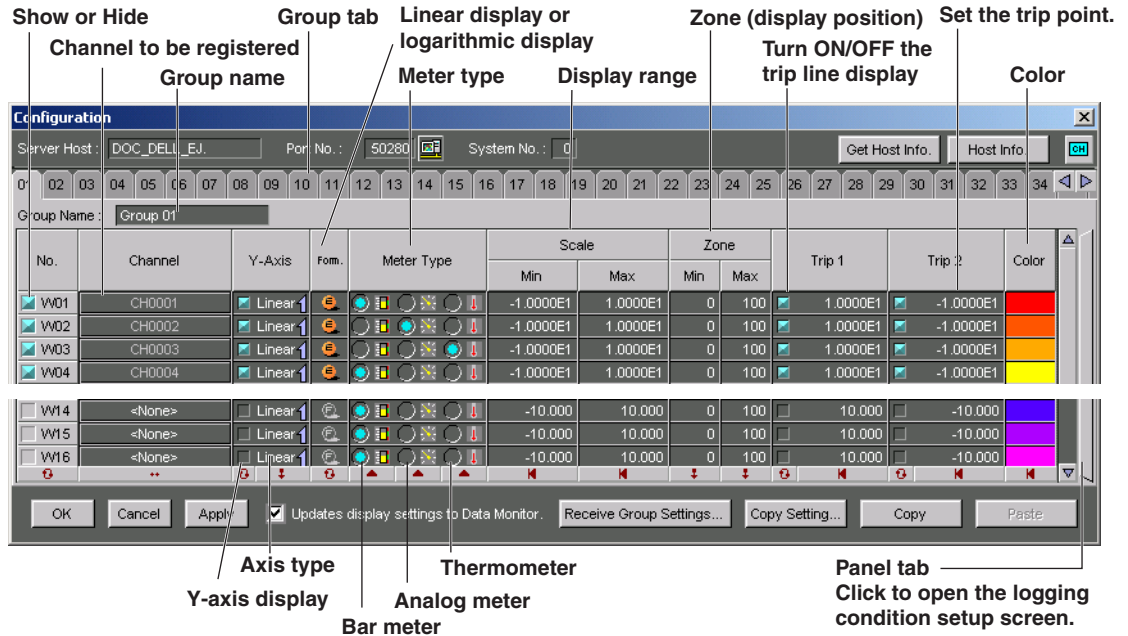 Show or Hide
Group tab
Linear display or
logarithmic display
Zone (display position)
Set the trip point.
Channel to be registered
Turn ON/OFF the
trip line display
Group name
Meter type
Display range
Color
Configuration
Server Host : DOC_DELL_EJ. Port No. : 50280 System No. : 0 Get Host Info. Host Info. CH
01 02 03 04 05 06 07 08 09 10 11 12 13 14 15 16 17 18 19 20 21 22 23 24 25 26 27 28 29 30 31 32 33 34
Group Name : Group 01
No. Channel Y-Axis Form. Meter Type Scale Zone Trip 1 Trip 2 Color
Min Max Min Max
W01 CH0001 Linear E -1.0000E1 1.0000E1 0 100 1.0000E1 -1.0000E1
W02 CH0002 Linear E -1.0000E1 1.0000E1 0 100 1.0000E1 -1.0000E1
W03 CH0003 Linear E -1.0000E1 1.0000E1 0 100 1.0000E1 -1.0000E1
W04 CH0004 Linear E -1.0000E1 1.0000E1 0 100 1.0000E1 -1.0000E1
W14 <None> Linear F -10.000 10.000 0 100 10.000 -10.000
W15 <None> Linear F -10.000 10.000 0 100 10.000 -10.000
W16 <None> Linear F -10.000 10.000 0 100 10.000 -10.000
OK Cancel Apply Updates display settings to Data Monitor. Receive Group Settings... Copy Setting... Copy Paste
Axis type
Thermometer
Panel tab
Click to open the logging
condition setup screen.
Y-axis display
Analog meter
Bar meter